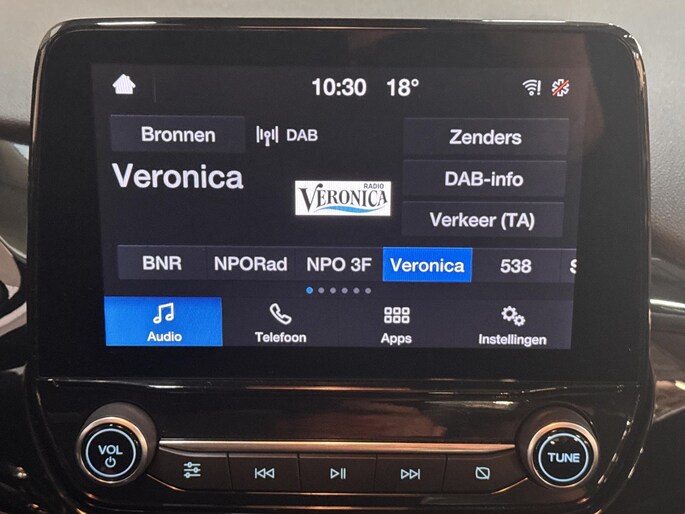 10:30 18°
Bronnen DAB Zenders
Veronica
RADIO
VERONICA
DAB-info
Verkeer (TA)
BNR NPORad NPO 3F Veronica 538 S
Audio Telefoon Apps Instellingen
VOL
TUNE